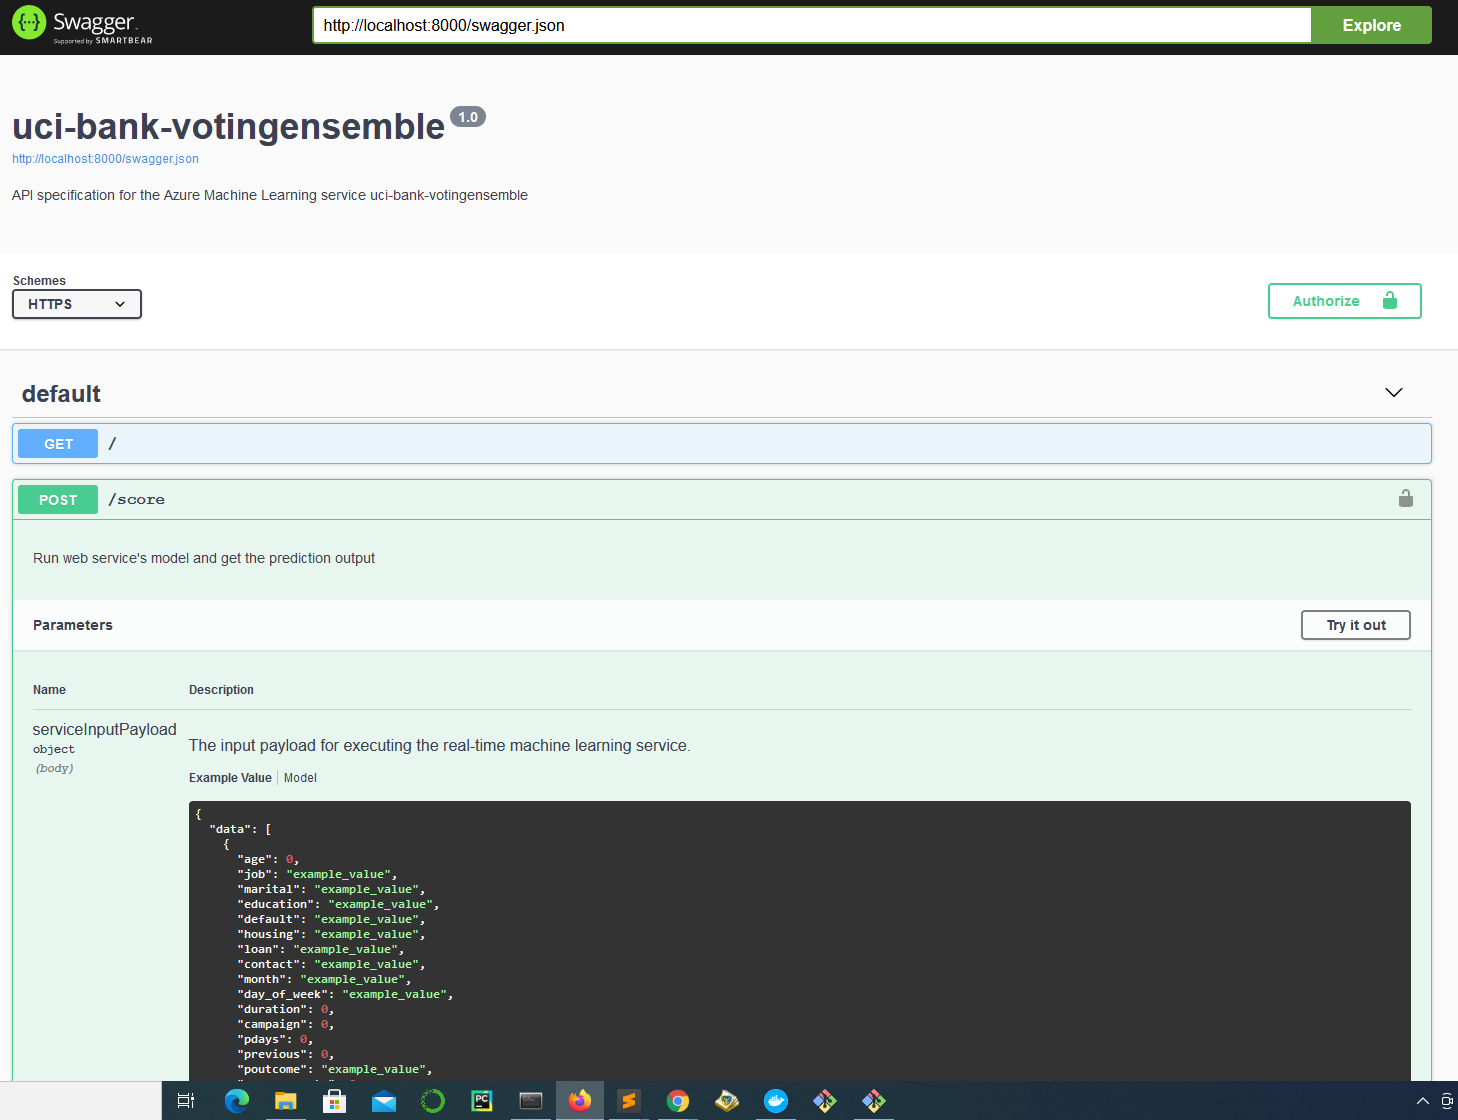 Swagger
Supported by SMARTBEAR
http://localhost:8000/swagger.json
Explore
uci-bank-votingensemble 1.0
http://localhost:8000/swagger.json
API specification for the Azure Machine Learning service uci-bank-votingensemble
Schemes
HTTPS
Authorize
default
GET /
POST /score
Run web service's model and get the prediction output
Parameters
Try it out
Name Description
serviceInputPayload
object
(body)
The input payload for executing the real-time machine learning service.
Example Value Model
{
"data": [
{
"age": 0,
"job": "example_value",
"marital": "example_value",
"education": "example_value",
"default": "example_value",
"housing": "example_value",
"loan": "example_value",
"contact": "example_value",
"month": "example_value",
"day_of_week": "example_value",
"duration": 0,
"campaign": 0,
"pdays": 0,
"previous": 0,
"poutcome": "example_value",
PC